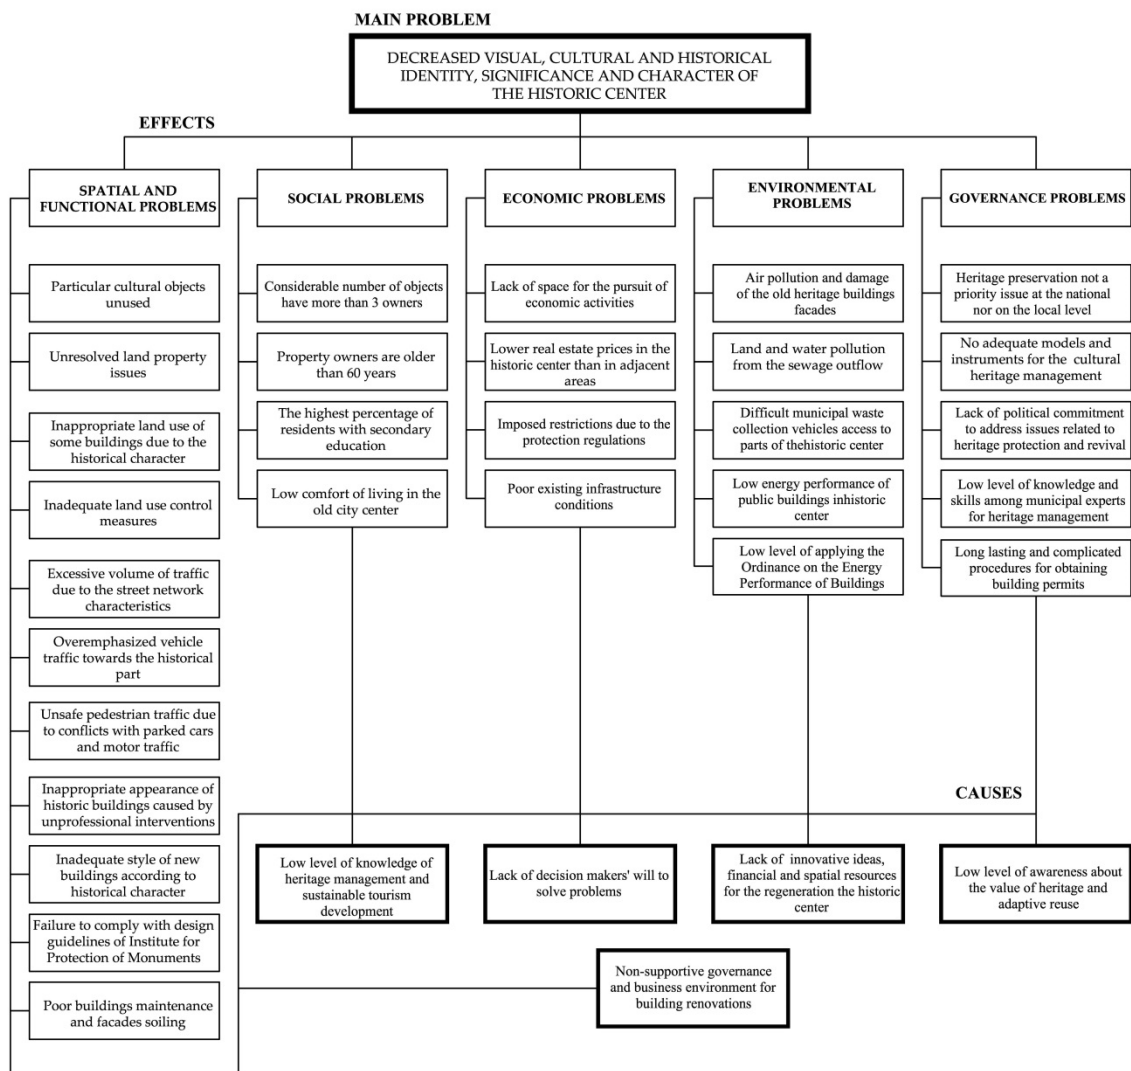 MAIN PROBLEM
DECREASED VISUAL, CULTURAL AND HISTORICAL
IDENTITY, SIGNIFICANCE AND CHARACTER OF
THE HISTORIC CENTER
EFFECTS
SPATIAL AND
FUNCTIONAL PROBLEMS
Particular cultural objects
unused
Unresolved land property
issues
Inappropriate land use of
some buildings due to the
historical character
Inadequate land use control
measures
Excessive volume of traffic
due to the street network
characteristics
Overemphasized vehicle
traffic towards the historical
part
Unsafe pedestrian traffic due
to conflicts with parked cars
and motor traffic
Inappropriate appearance of
historic buildings caused by
unprofessional interventions
Inadequate style of new
buildings according to
historical character
Failure to comply with design
guidelines of Institute for
Protection of Monuments
Poor buildings maintenance
and facades soiling
SOCIAL PROBLEMS
Considerable number of objects
have more than 3 owners
Property owners are older
than 60 years
The highest percentage of
residents with secondary
education
Low comfort of living in the
old city center
ECONOMIC PROBLEMS
Lack of space for the pursuit of
economic activities
Lower real estate prices in the
historic center than in adjacent
areas
Imposed restrictions due to the
protection regulations
Poor existing infrastructure
conditions
ENVIRONMENTAL
PROBLEMS
Air pollution and damage
of the old heritage buildings
facades
Land and water pollution
from the sewage outflow
Difficult municipal waste
collection vehicles access to
parts of thehistoric center
Low energy performance of
public buildings inhistoric
center
Low level of applying the
Ordinance on the Energy
Performance of Buildings
GOVERNANCE PROBLEMS
Heritage preservation not a
priority issue at the national
nor on the local level
No adequate models and
instruments for the cultural
heritage management
Lack of political commitment
to address issues related to
heritage protection and revival
Low level of knowledge and
skills among municipal experts
for heritage management
Long lasting and complicated
procedures for obtaining
building permits
CAUSES
Low level of knowledge of
heritage management and
sustainable tourism
development
Lack of decision makers' will to
solve problems
Lack of innovative ideas,
financial and spatial resources
for the regeneration the historic
center
Low level of awareness about
the value of heritage and
adaptive reuse
Non-supportive governance
and business environment for
building renovations